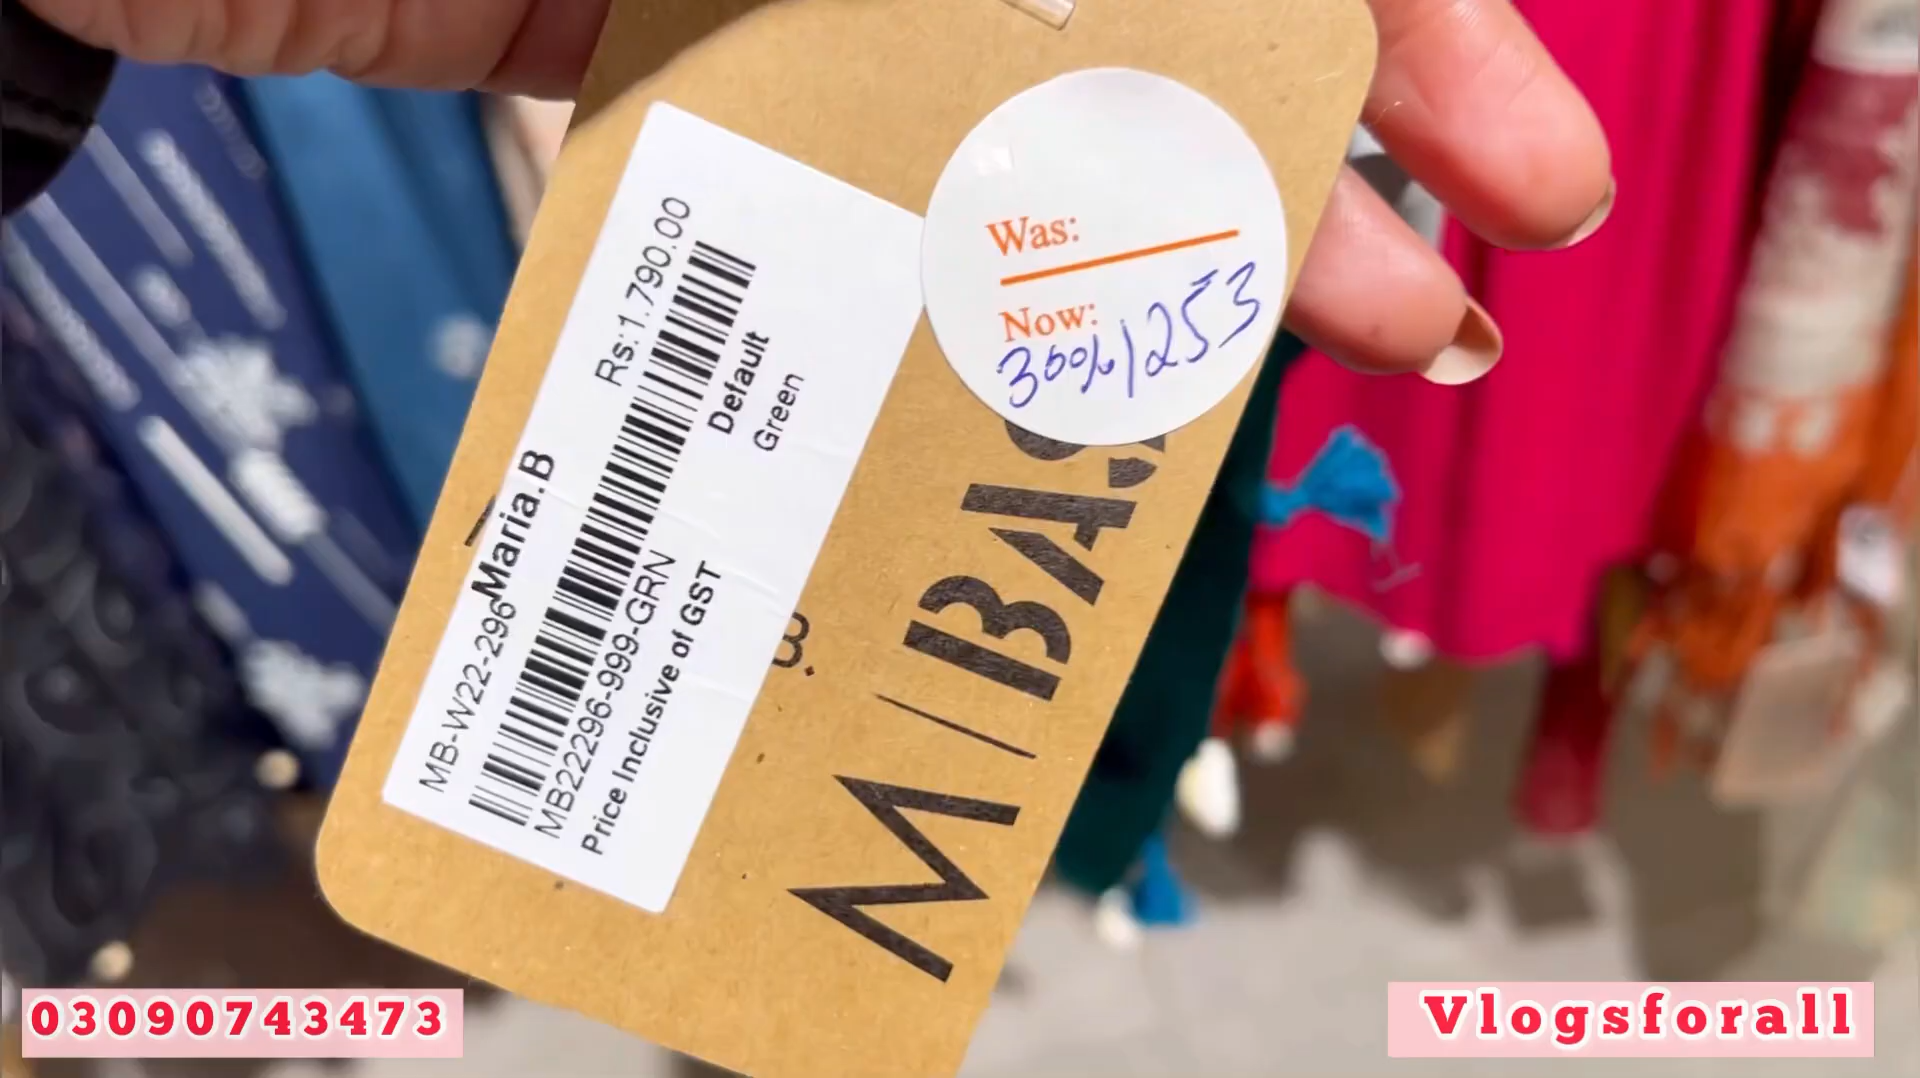 Rs:1,790.00
Default
Green
Maria.B
MB-W22-296
MB22296-999-GRN
Price Inclusive of GST
Was:
Now:
30%/1253
M/BAS
03090743473
Vlogsforall